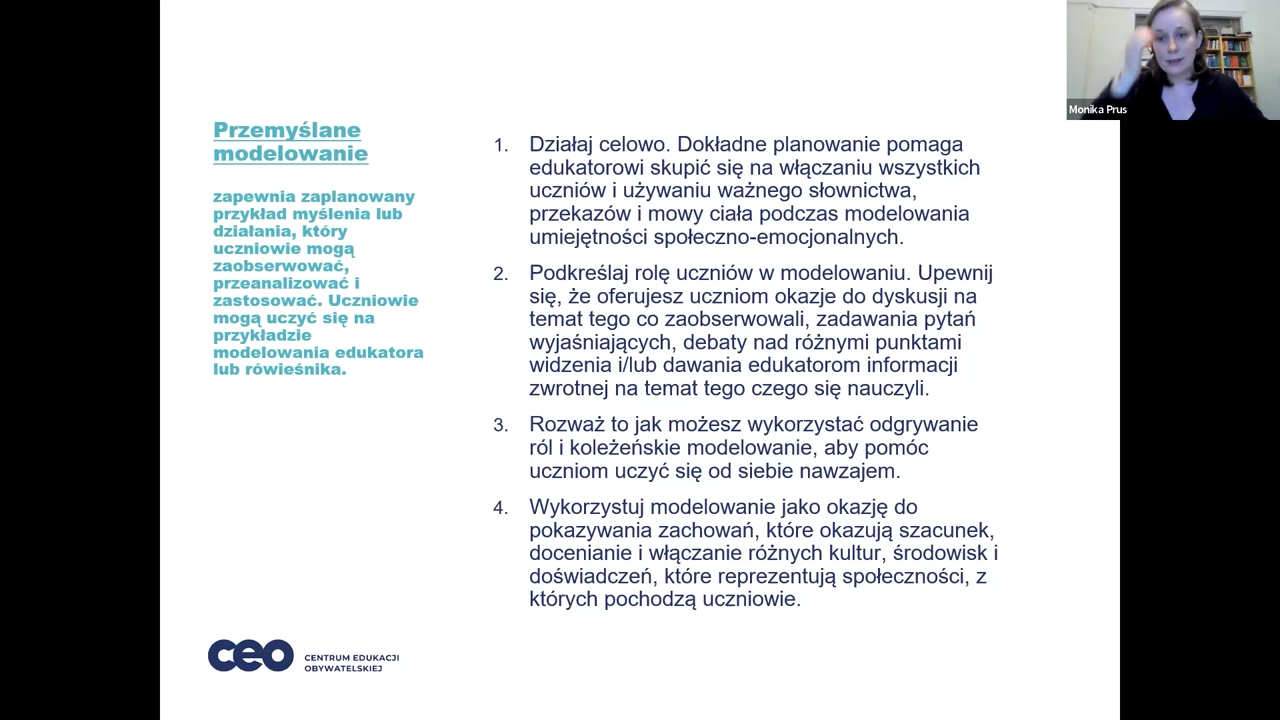 Monika Prus
Przemyślane
modelowanie
zapewnia zaplanowany
przykład myślenia lub
działania, który
uczniowie mogą
zaobserwować,
przeanalizować i
zastosować. Uczniowie
mogą uczyć się na
przykładzie
modelowania edukatora
lub rówieśnika.
1. Działaj celowo. Dokładne planowanie pomaga
edukatorowi skupić się na włączaniu wszystkich
uczniów i używaniu ważnego słownictwa,
przekazów i mowy ciała podczas modelowania
umiejętności społeczno-emocjonalnych.
2. Podkreślaj rolę uczniów w modelowaniu. Upewnij
się, że oferujesz uczniom okazje do dyskusji na
temat tego co zaobserwowali, zadawania pytań
wyjaśniających, debaty nad różnymi punktami
widzenia i/lub dawania edukatorom informacji
zwrotnej na temat tego czego się nauczyli.
3. Rozważ to jak możesz wykorzystać odgrywanie
ról i koleżeńskie modelowanie, aby pomóc
uczniom uczyć się od siebie nawzajem.
4. Wykorzystuj modelowanie jako okazję do
pokazywania zachowań, które okazują szacunek,
docenianie i włączanie różnych kultur, środowisk i
doświadczeń, które reprezentują społeczności, z
których pochodzą uczniowie.
ceo CENTRUM EDUKACJI
OBYWATELSKIEJ